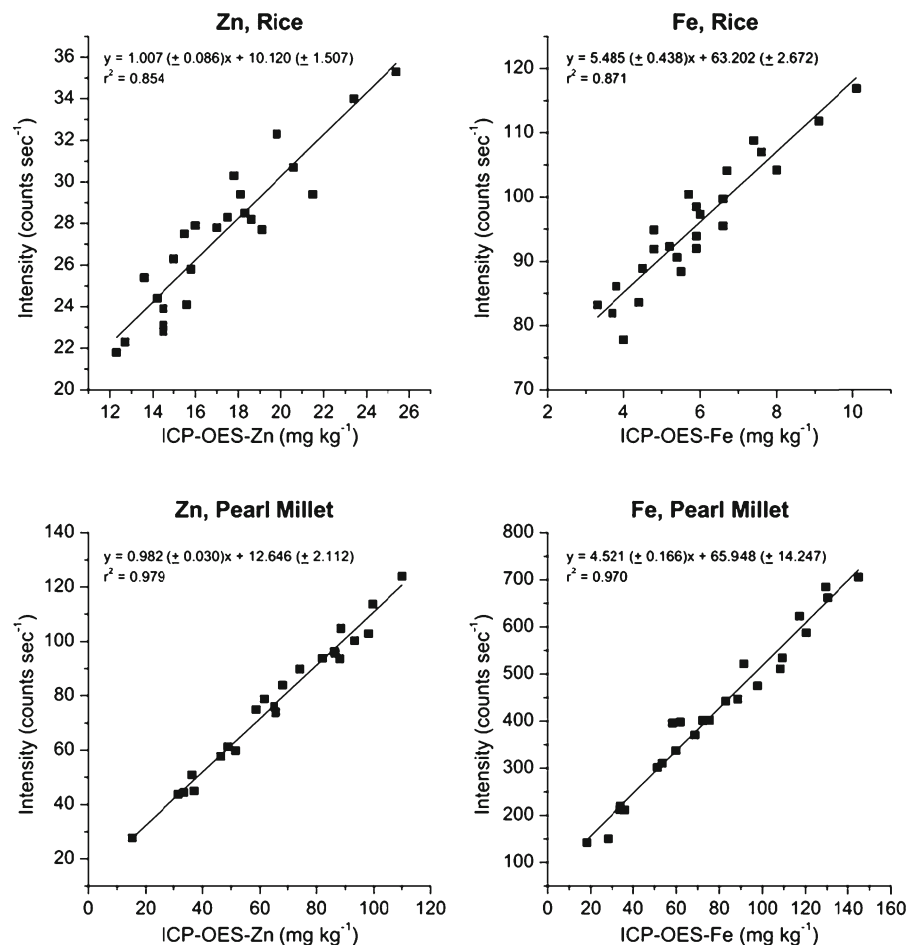 Zn, Rice
y = 1.007 (± 0.086)x + 10.120 (± 1.507)
r² = 0.854
36
34
32
30
28
26
24
22
20
Intensity (counts sec⁻¹)
12 14 16 18 20 22 24 26
ICP-OES-Zn (mg kg⁻¹)
Fe, Rice
y = 5.485 (± 0.438)x + 63.202 (± 2.672)
r² = 0.871
120
110
100
90
80
70
Intensity (counts sec⁻¹)
2 4 6 8 10
ICP-OES-Fe (mg kg⁻¹)
Zn, Pearl Millet
y = 0.982 (± 0.030)x + 12.646 (± 2.112)
r² = 0.979
140
120
100
80
60
40
20
Intensity (counts sec⁻¹)
0 20 40 60 80 100 120
ICP-OES-Zn (mg kg⁻¹)
Fe, Pearl Millet
y = 4.521 (± 0.166)x + 65.948 (± 14.247)
r² = 0.970
800
700
600
500
400
300
200
100
Intensity (counts sec⁻¹)
0 20 40 60 80 100 120 140 160
ICP-OES-Fe (mg kg⁻¹)